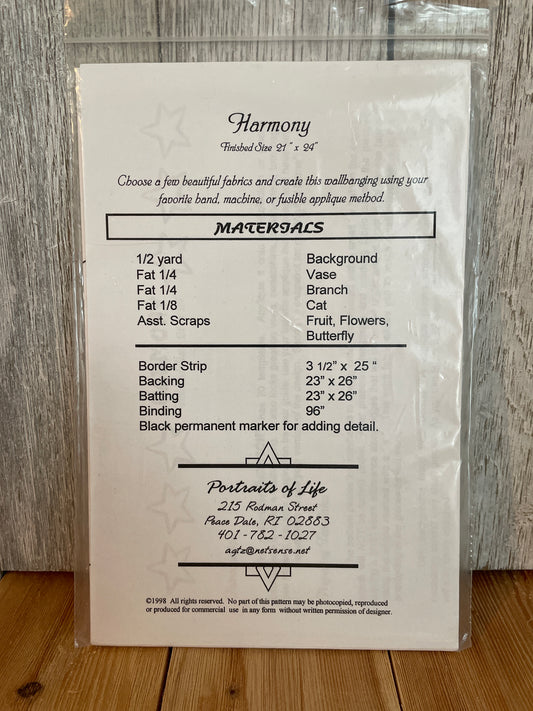 Harmony
Finished Size 21" x 24"
Choose a few beautiful fabrics and create this wallhanging using your
favorite hand, machine, or fusible applique method.
MATERIALS
1/2 yard Background
Fat 1/4 Vase
Fat 1/4 Branch
Fat 1/8 Cat
Asst. Scraps Fruit, Flowers,
Butterfly
Border Strip 3 1/2" x 25 "
Backing 23" x 26"
Batting 23" x 26"
Binding 96"
Black permanent marker for adding detail.
Portraits of Life
215 Rodman Street
Peace Dale, RI 02883
401-782-1027
agtz@netsense.net
©1998 All rights reserved. No part of this pattern may be photocopied, reproduced
or produced for commercial use in any form without written permission of designer.